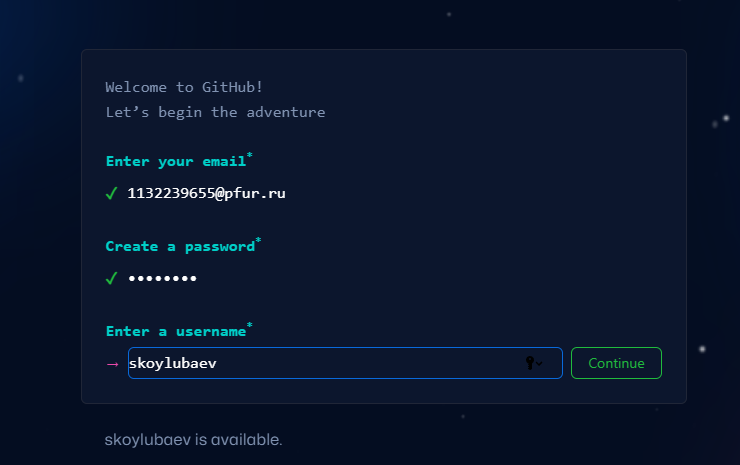 Welcome to GitHub!
Let’s begin the adventure
Enter your email*
✓ 1132239655@pfur.ru
Create a password*
✓ ••••••••
Enter a username*
→ skoylubaev Continue
skoylubaev is available.